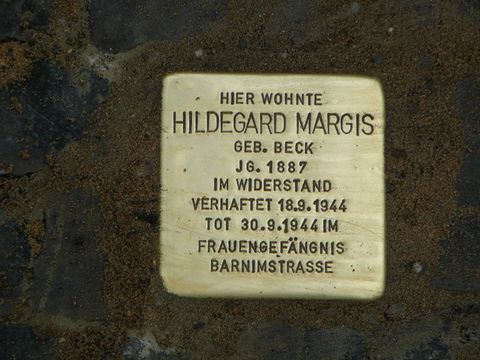 HIER WOHNTE
HILDEGARD MARGIS
GEB. BECK
JG. 1887
IM WIDERSTAND
VERHAFTET 18.9.1944
TOT 30.9.1944 IM
FRAUENGEFÄNGNIS
BARNIMSTRASSE